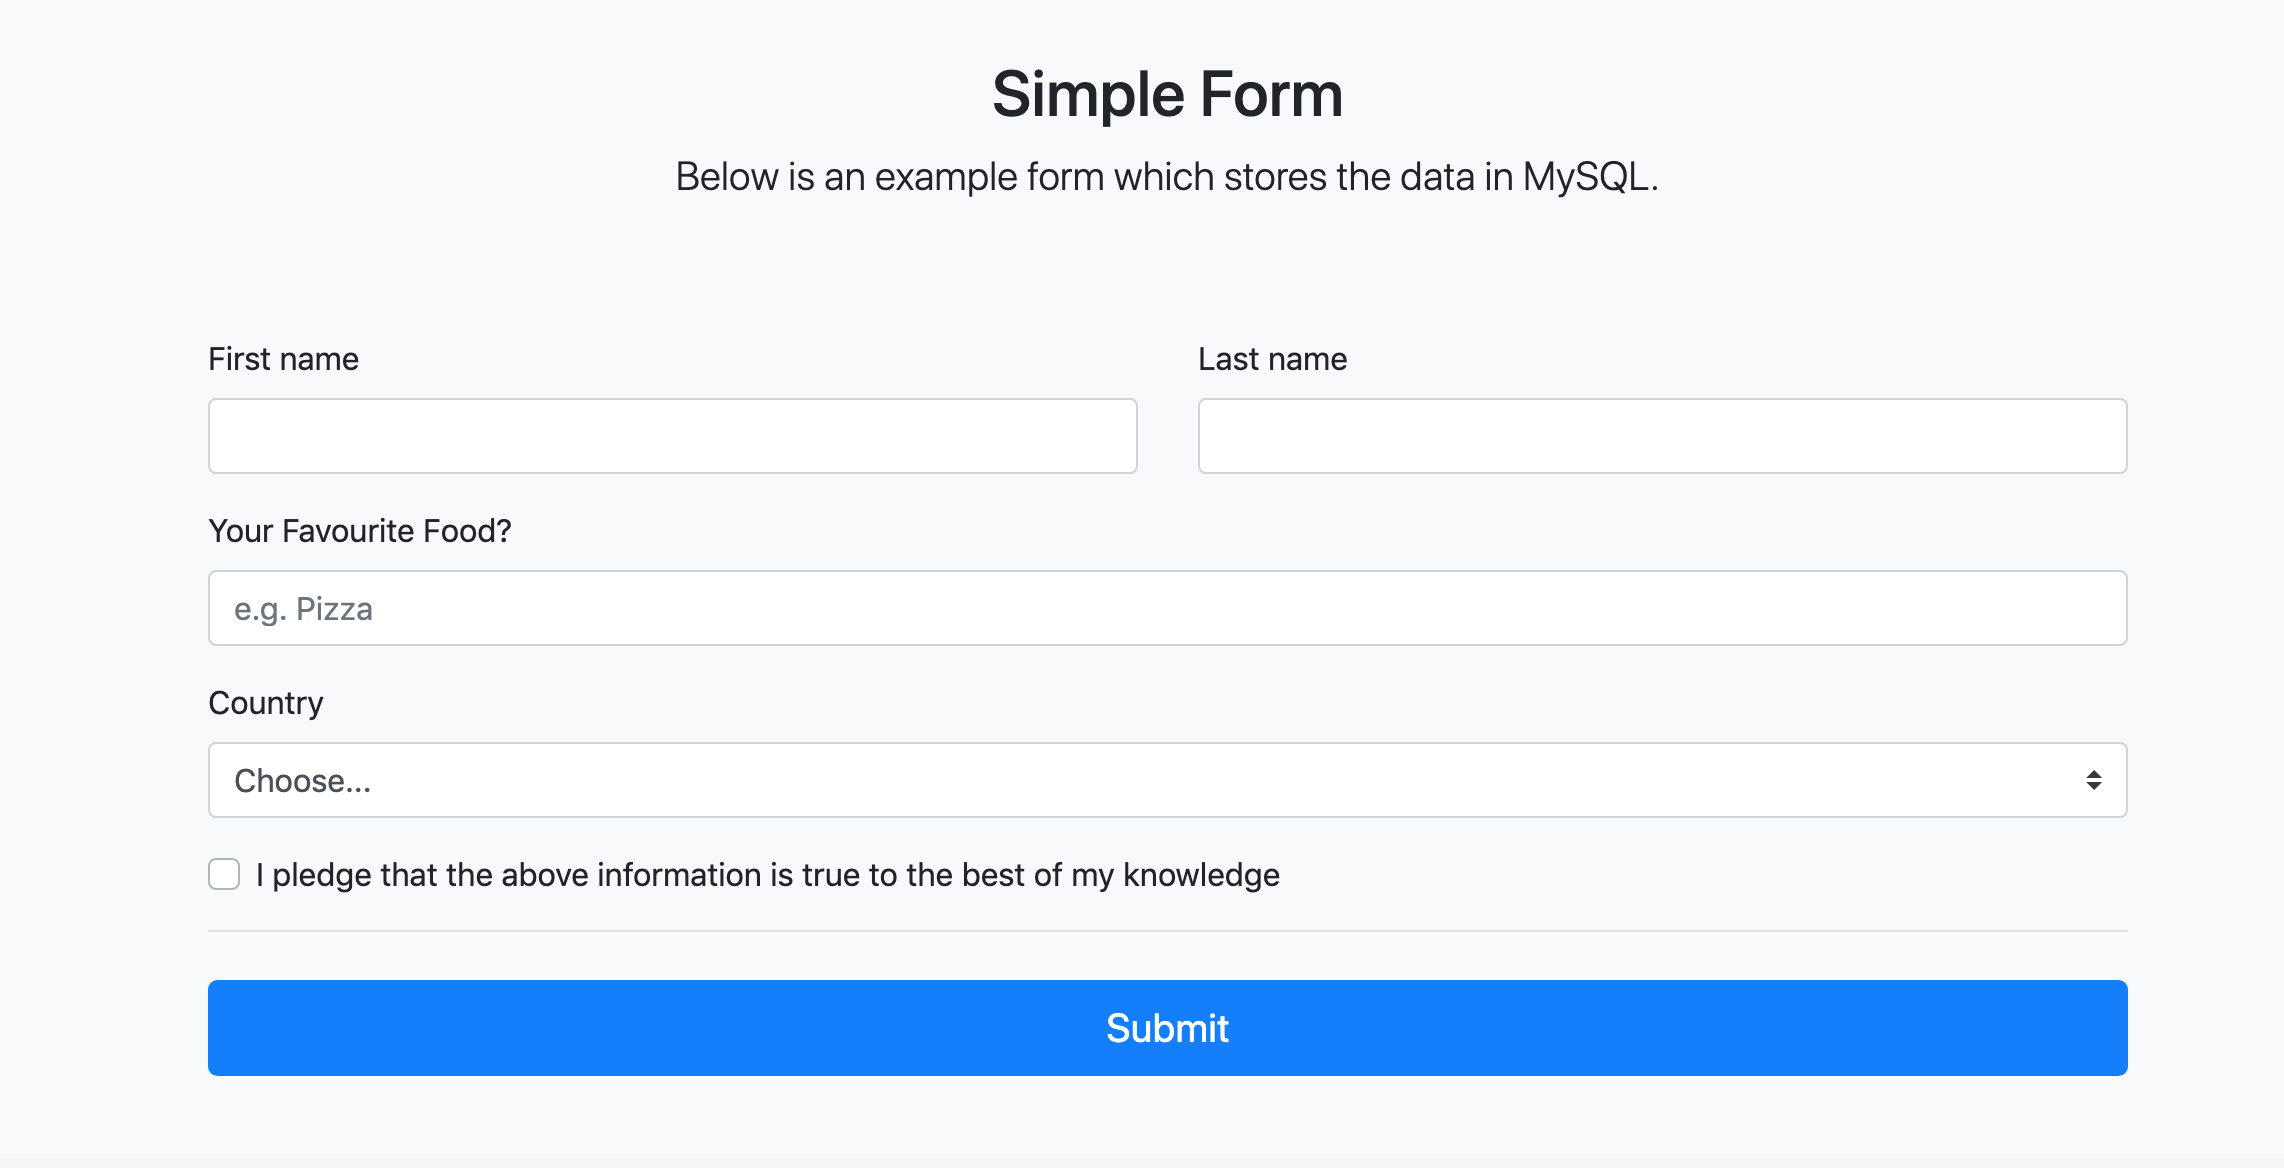 Simple Form
Below is an example form which stores the data in MySQL.
First name
Last name
Your Favourite Food?
e.g. Pizza
Country
Choose...
I pledge that the above information is true to the best of my knowledge
Submit